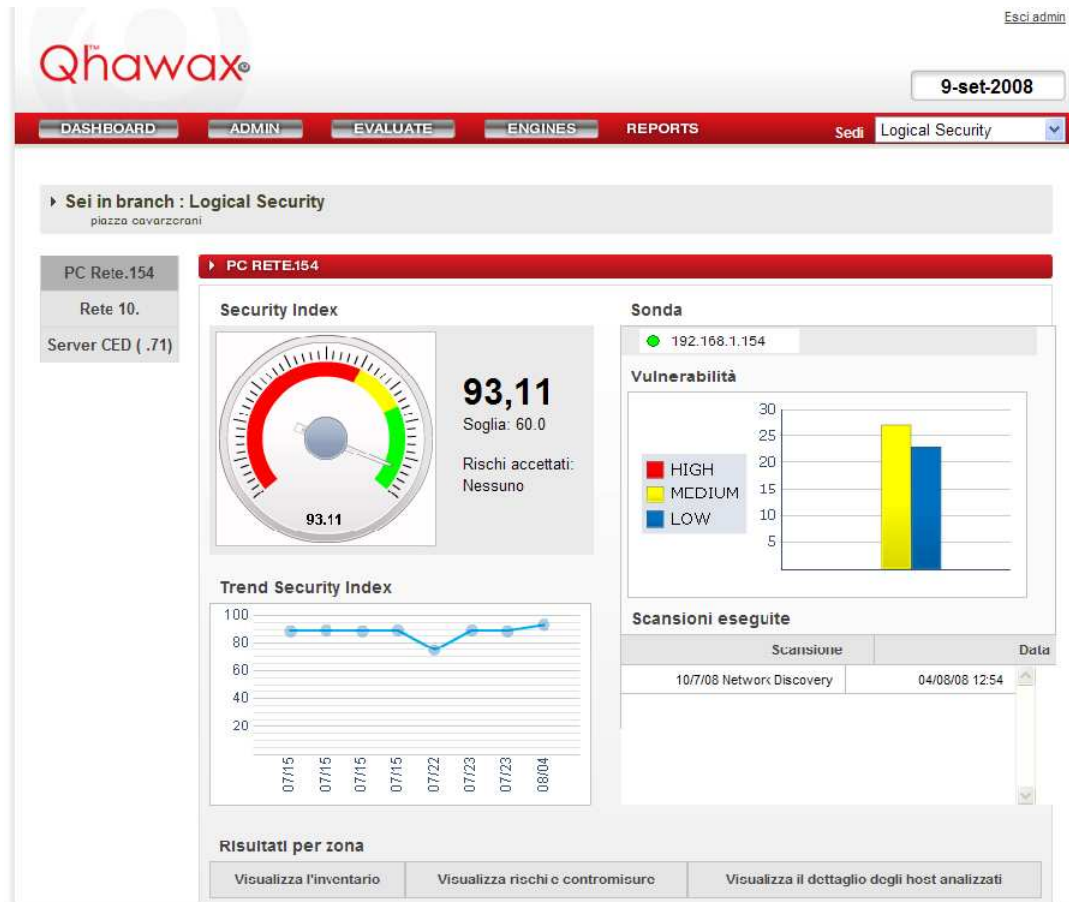 Esci admin
Qhawax
9-set-2008
DASHBOARD ADMIN EVALUATE ENGINES REPORTS Sedi Logical Security
Sei in branch : Logical Security
piazza cavarzerani
PC Rete.154
Rete 10.
Server CED ( .71)
PC RETE.154
Security Index
93,11
Soglia: 60.0
Rischi accettati:
Nessuno
93.11
Sonda
192.168.1.154
Vulnerabilità
HIGH
MEDIUM
LOW
30
25
20
15
10
5
Trend Security Index
100
80
60
40
20
07/15 07/15 07/15 07/15 07/22 07/23 07/23 08/04
Scansioni eseguite
Scansione Data
10/7/08 Network Discovery 04/08/08 12:54
Risultati per zona
Visualizza l'inventario Visualizza rischi e contromisure Visualizza il dettaglio degli host analizzati